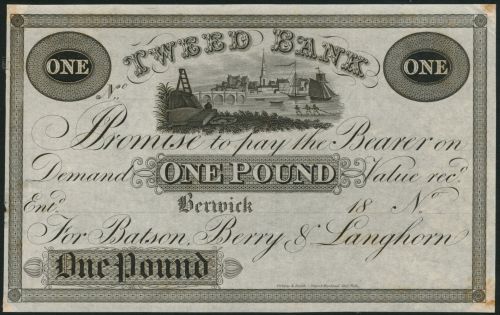 TWEED BANK
ONE ONE
No
I Promise to pay the Bearer on
Demand ONE POUND Value recd.
Entd. Berwick 18 No
For Batson, Berry & Langhorn
One Pound